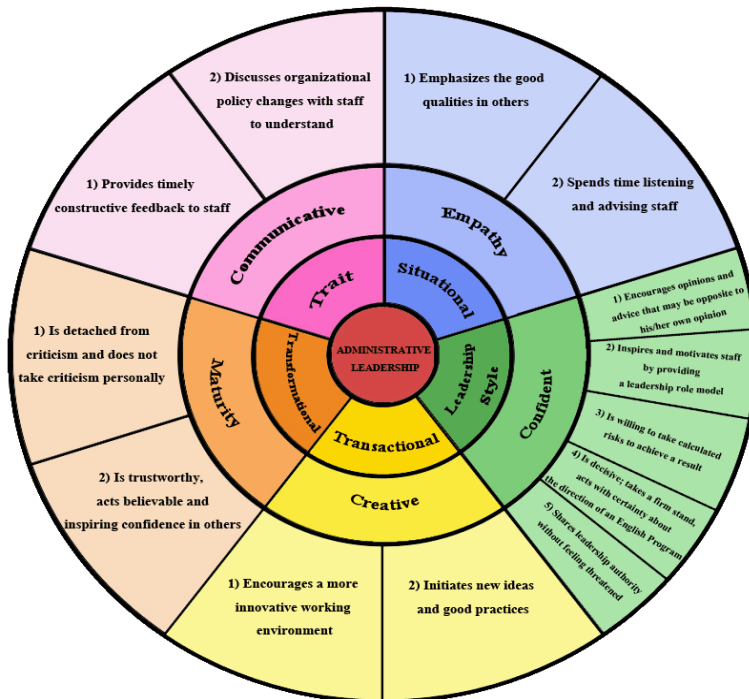 ADMINISTRATIVE
LEADERSHIP
Trait
Situational
Leadership
Style
Transactional
Transformational
Communicative
Empathy
Confident
Creative
Maturity
2) Discusses organizational
policy changes with staff
to understand
1) Emphasizes the good
qualities in others
1) Provides timely
constructive feedback to staff
2) Spends time listening
and advising staff
1) Encourages opinions and
advice that may be opposite to
his/her own opinion
2) Inspires and motivates staff
by providing
a leadership role model
3) Is willing to take calculated
risks to achieve a result
4) Is decisive; takes a firm stand,
acts with certainty about
the direction of an English Program
5) Shares leadership authority
without feeling threatened
1) Is detached from
criticism and does not
take criticism personally
2) Is trustworthy,
acts believable and
inspiring confidence in others
1) Encourages a more
innovative working
environment
2) Initiates new ideas
and good practices